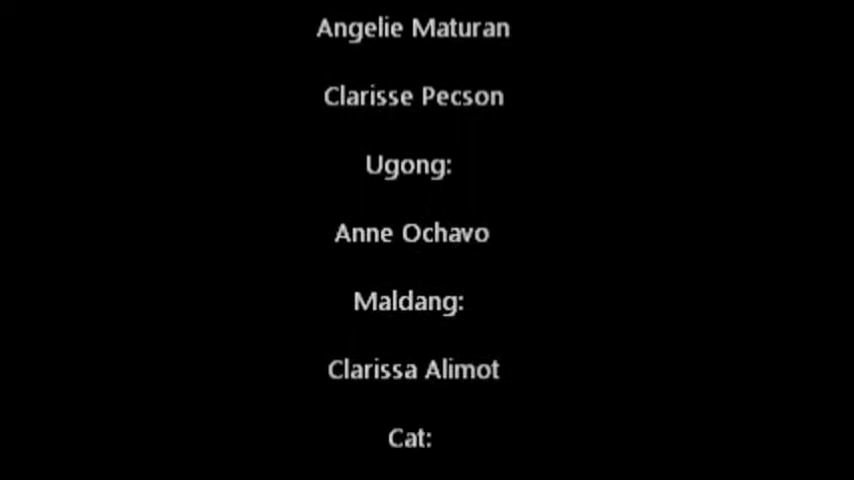 Angelie Maturan
Clarisse Pecson
Ugong:
Anne Ochavo
Maldang:
Clarissa Alimot
Cat: